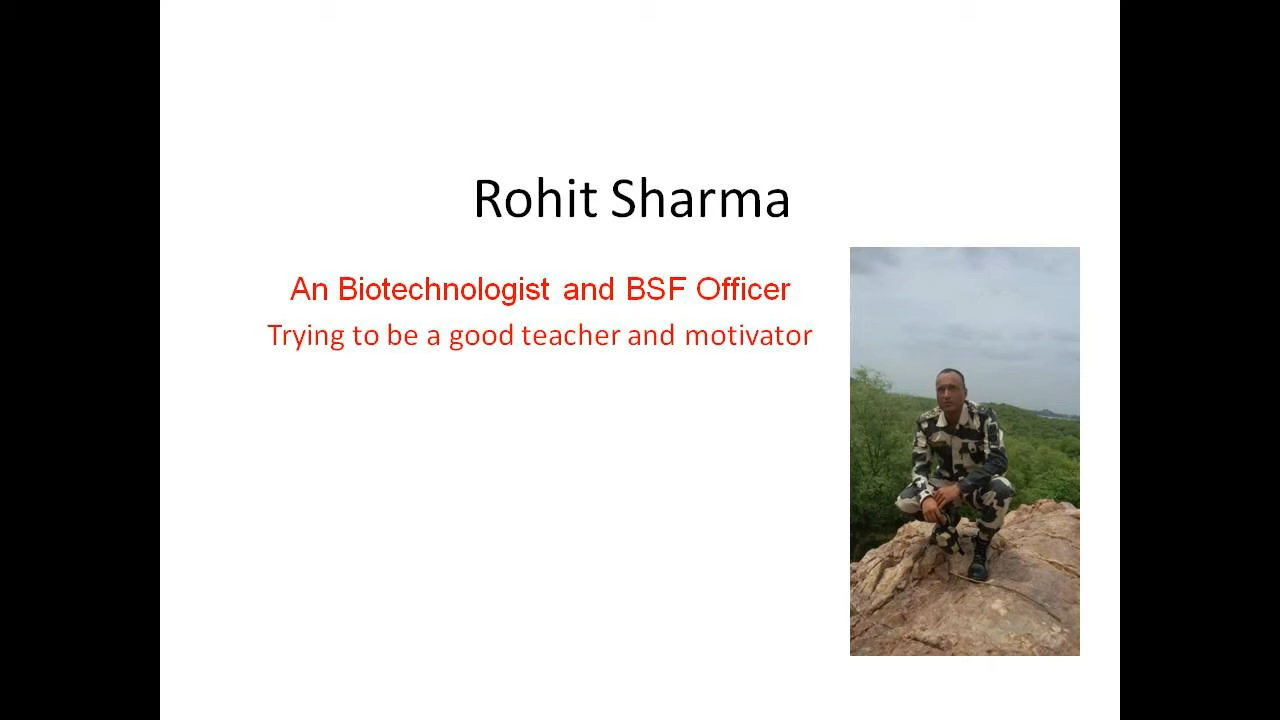 Rohit Sharma
An Biotechnologist and BSF Officer
Trying to be a good teacher and motivator